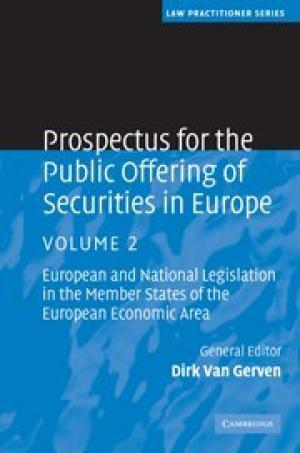 LAW PRACTITIONER SERIES
Prospectus for the
Public Offering of
Securities in Europe
VOLUME 2
European and National Legislation
in the Member States of the
European Economic Area
General Editor
Dirk Van Gerven
CAMBRIDGE